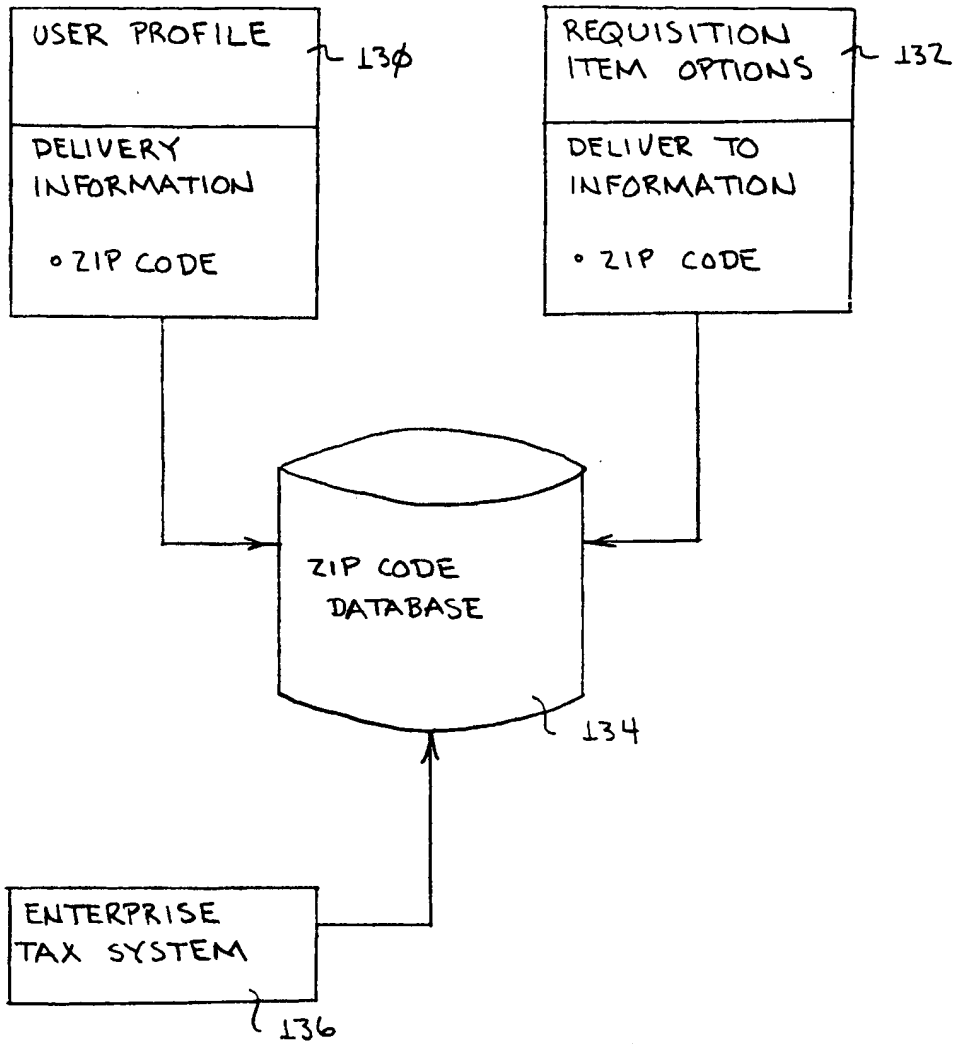 USER PROFILE
130
DELIVERY
INFORMATION
• ZIP CODE
REQUISITION
ITEM OPTIONS
132
DELIVER TO
INFORMATION
• ZIP CODE
ZIP CODE
DATABASE
134
ENTERPRISE
TAX SYSTEM
136